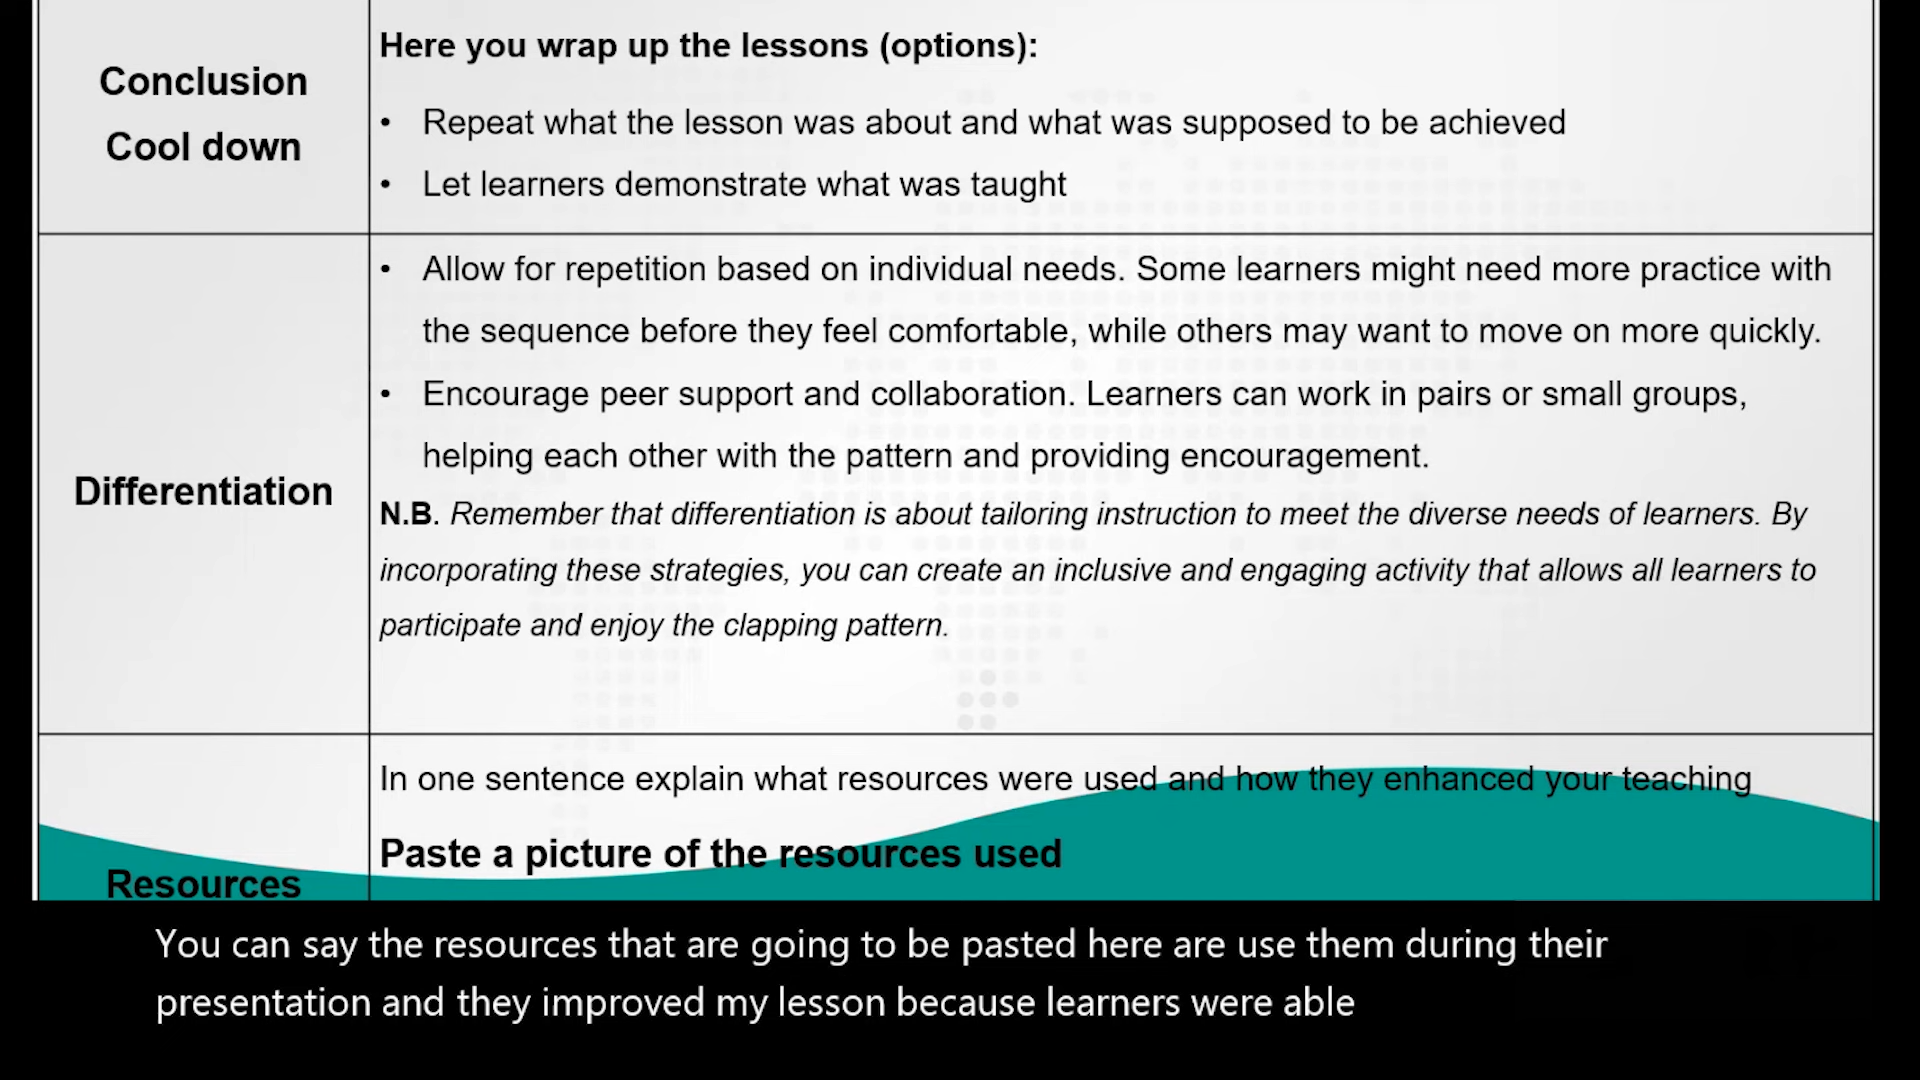 Conclusion
Cool down
Here you wrap up the lessons (options):
• Repeat what the lesson was about and what was supposed to be achieved
• Let learners demonstrate what was taught
Differentiation
• Allow for repetition based on individual needs. Some learners might need more practice with
the sequence before they feel comfortable, while others may want to move on more quickly.
• Encourage peer support and collaboration. Learners can work in pairs or small groups,
helping each other with the pattern and providing encouragement.
N.B. Remember that differentiation is about tailoring instruction to meet the diverse needs of learners. By
incorporating these strategies, you can create an inclusive and engaging activity that allows all learners to
participate and enjoy the clapping pattern.
Resources
In one sentence explain what resources were used and how they enhanced your teaching
Paste a picture of the resources used
You can say the resources that are going to be pasted here are use them during their
presentation and they improved my lesson because learners were able